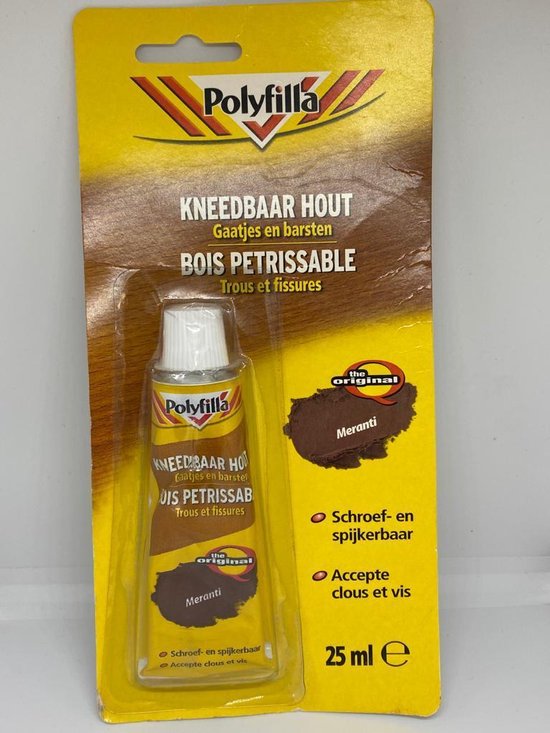 Polyfilla
KNEEDBAAR HOUT
Gaatjes en barsten
BOIS PETRISSABLE
Trous et fissures
the
original
Meranti
Schroef- en
spijkerbaar
Accepte
clous et vis
25 ml e
Polyfilla
KNEEDBAAR HOUT
Gaatjes en barsten
BOIS PETRISSABL
Trous et fissures
the
original
Meranti
Schroef- en spijkerbaar
Accepte clous et vis